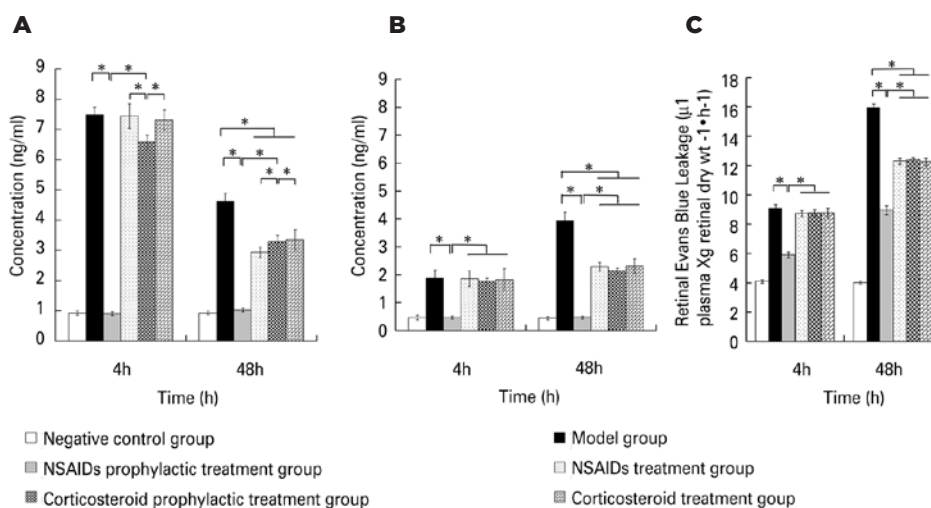 A
B
C
Concentration (ng/ml)
9
8
7
6
5
4
3
2
1
0
* *
* *
*
* *
* *
4h 48h
Time (h)
Concentration (ng/ml)
9
8
7
6
5
4
3
2
1
0
* *
*
* *
4h 48h
Time (h)
Retinal Evans Blue Leakage (μ1
plasma Xg retinal dry wt -1•h-1)
18
16
14
12
10
8
6
4
2
0
* *
*
* *
4h 48h
Time (h)
Negative control group
Model group
NSAIDs prophylactic treatment group
NSAIDs treatment group
Corticosteroid prophylactic treatment group
Corticosteroid treatment goup